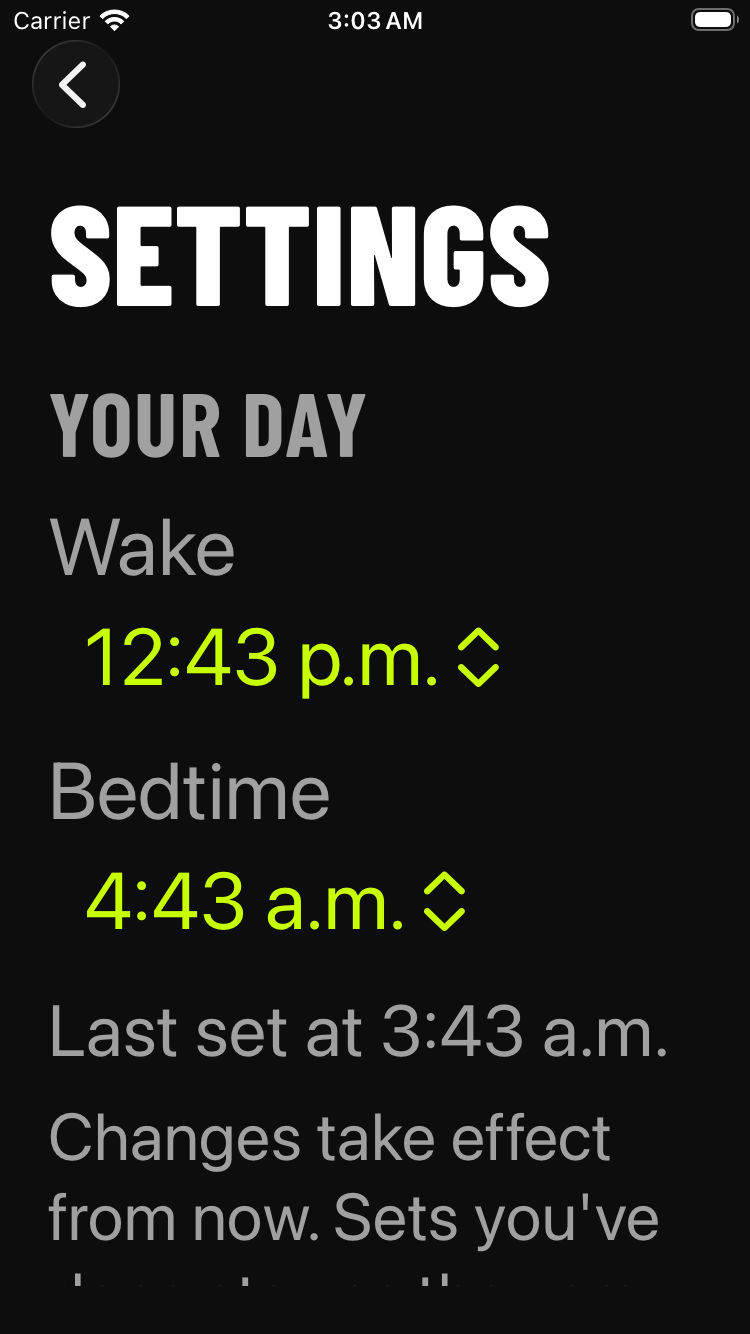 Carrier
3:03 AM
SETTINGS
YOUR DAY
Wake
12:43 p.m.
Bedtime
4:43 a.m.
Last set at 3:43 a.m.
Changes take effect
from now. Sets you've